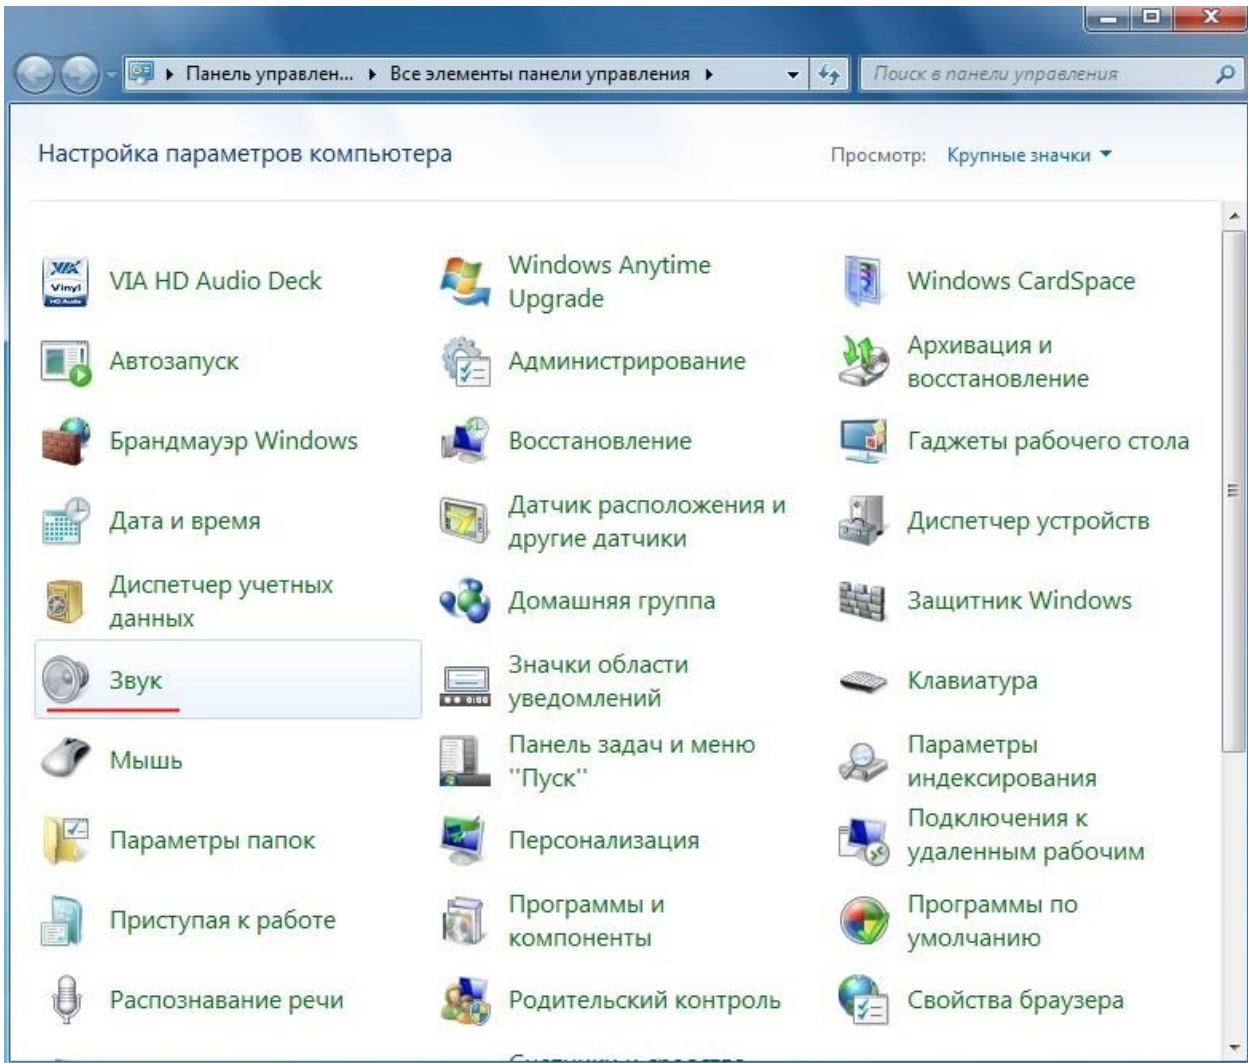 Панель управлен... Все элементы панели управления
Поиск в панели управления
Настройка параметров компьютера
Просмотр: Крупные значки
VIA Vinyl HD Audio
VIA HD Audio Deck
Windows Anytime
Upgrade
Windows CardSpace
Автозапуск
Администрирование
Архивация и
восстановление
Брандмауэр Windows
Восстановление
Гаджеты рабочего стола
Дата и время
Датчик расположения и
другие датчики
Диспетчер устройств
Диспетчер учетных
данных
Домашняя группа
Защитник Windows
Звук
Значки области
уведомлений
Клавиатура
Мышь
Панель задач и меню
"Пуск"
Параметры
индексирования
Параметры папок
Персонализация
Подключения к
удаленным рабочим
Приступая к работе
Программы и
компоненты
Программы по
умолчанию
Распознавание речи
Родительский контроль
Свойства браузера